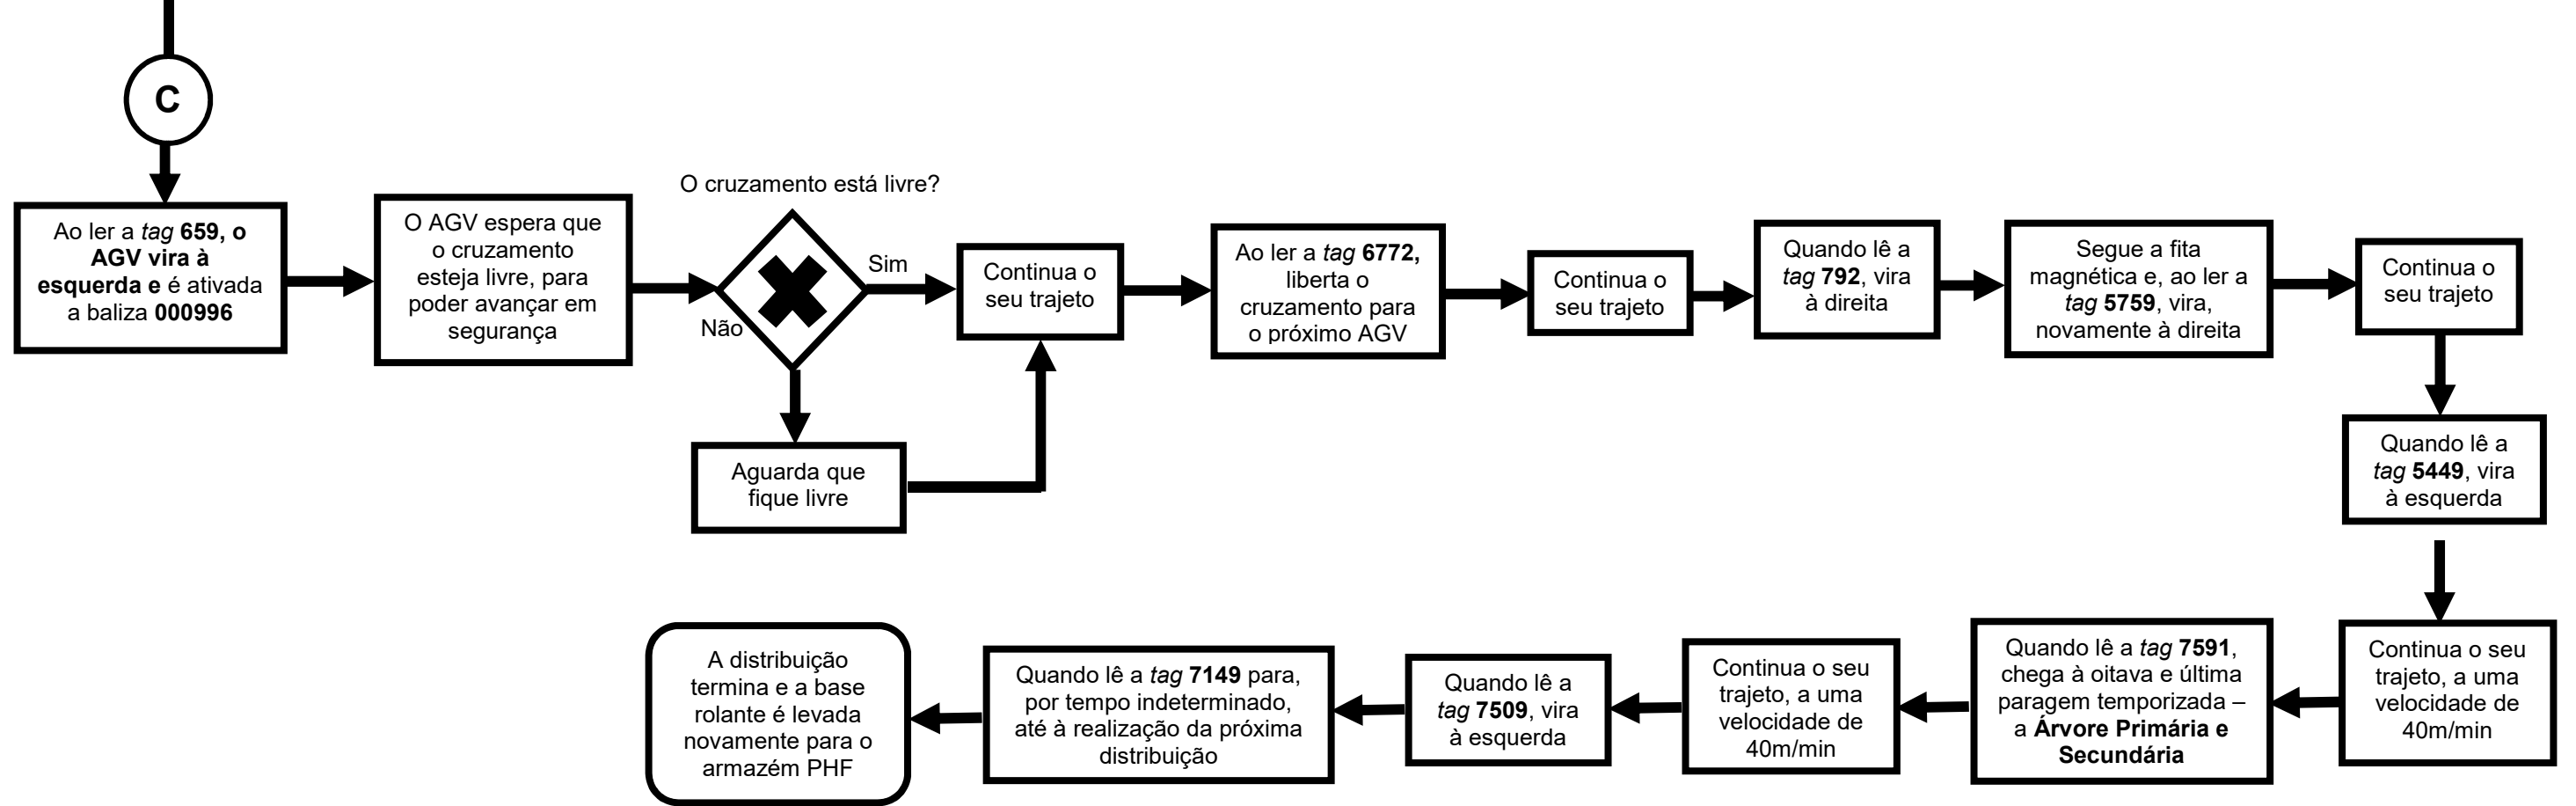 C
Ao ler a tag 659, o
AGV vira à
esquerda e é ativada
a baliza 000996
O AGV espera que
o cruzamento
esteja livre, para
poder avançar em
segurança
O cruzamento está livre?
Sim
Não
Aguarda que
fique livre
Continua o
seu trajeto
Ao ler a tag 6772,
liberta o
cruzamento para
o próximo AGV
Continua o
seu trajeto
Quando lê a
tag 792, vira
à direita
Segue a fita
magnética e, ao ler a
tag 5759, vira,
novamente à direita
Continua o
seu trajeto
Quando lê a
tag 5449, vira
à esquerda
Continua o seu
trajeto, a uma
velocidade de
40m/min
Quando lê a tag 7591,
chega à oitava e última
paragem temporizada –
a Árvore Primária e
Secundária
Continua o seu
trajeto, a uma
velocidade de
40m/min
Quando lê a
tag 7509, vira
à esquerda
Quando lê a tag 7149 para,
por tempo indeterminado,
até à realização da próxima
distribuição
A distribuição
termina e a base
rolante é levada
novamente para o
armazém PHF